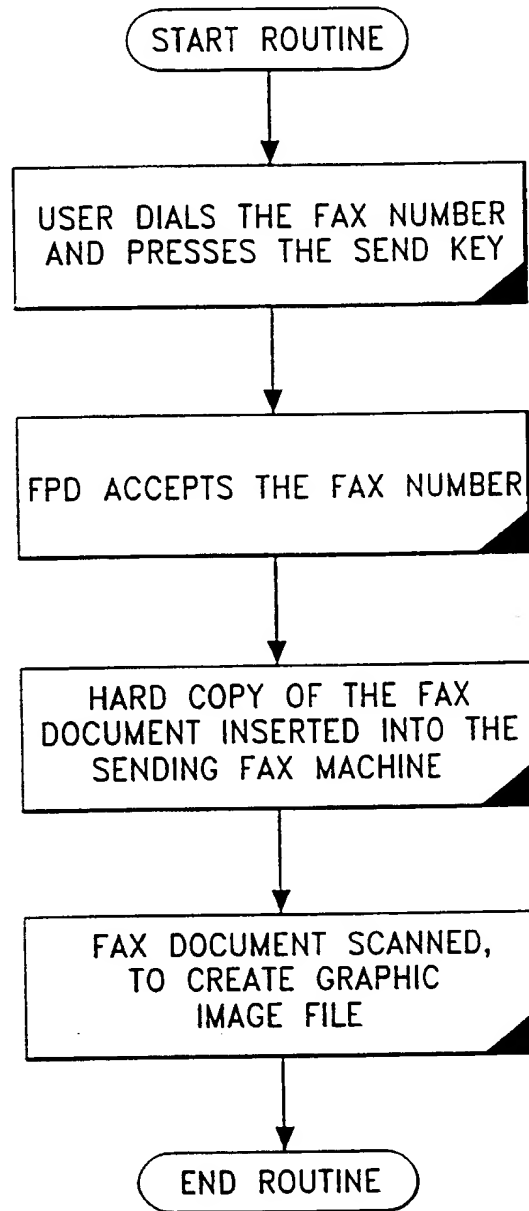 START ROUTINE
USER DIALS THE FAX NUMBER
AND PRESSES THE SEND KEY
FPD ACCEPTS THE FAX NUMBER
HARD COPY OF THE FAX
DOCUMENT INSERTED INTO THE
SENDING FAX MACHINE
FAX DOCUMENT SCANNED,
TO CREATE GRAPHIC
IMAGE FILE
END ROUTINE